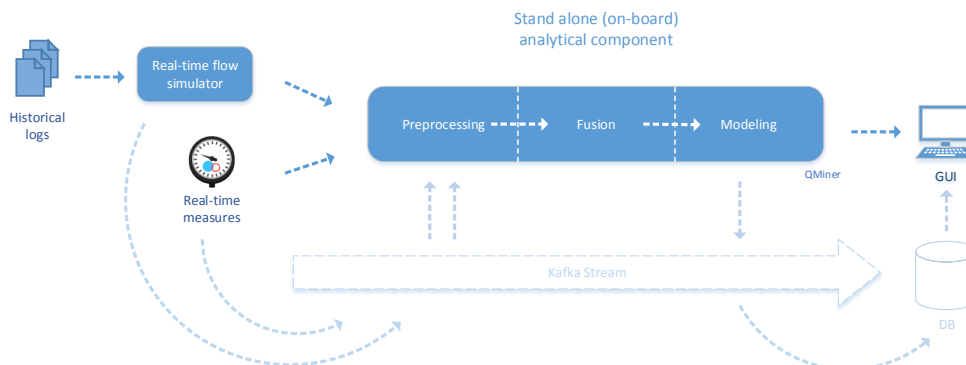 Stand alone (on-board)
analytical component
Real-time flow
simulator
Historical
logs
Preprocessing
Fusion
Modeling
QMiner
GUI
Real-time
measures
Kafka Stream
DB